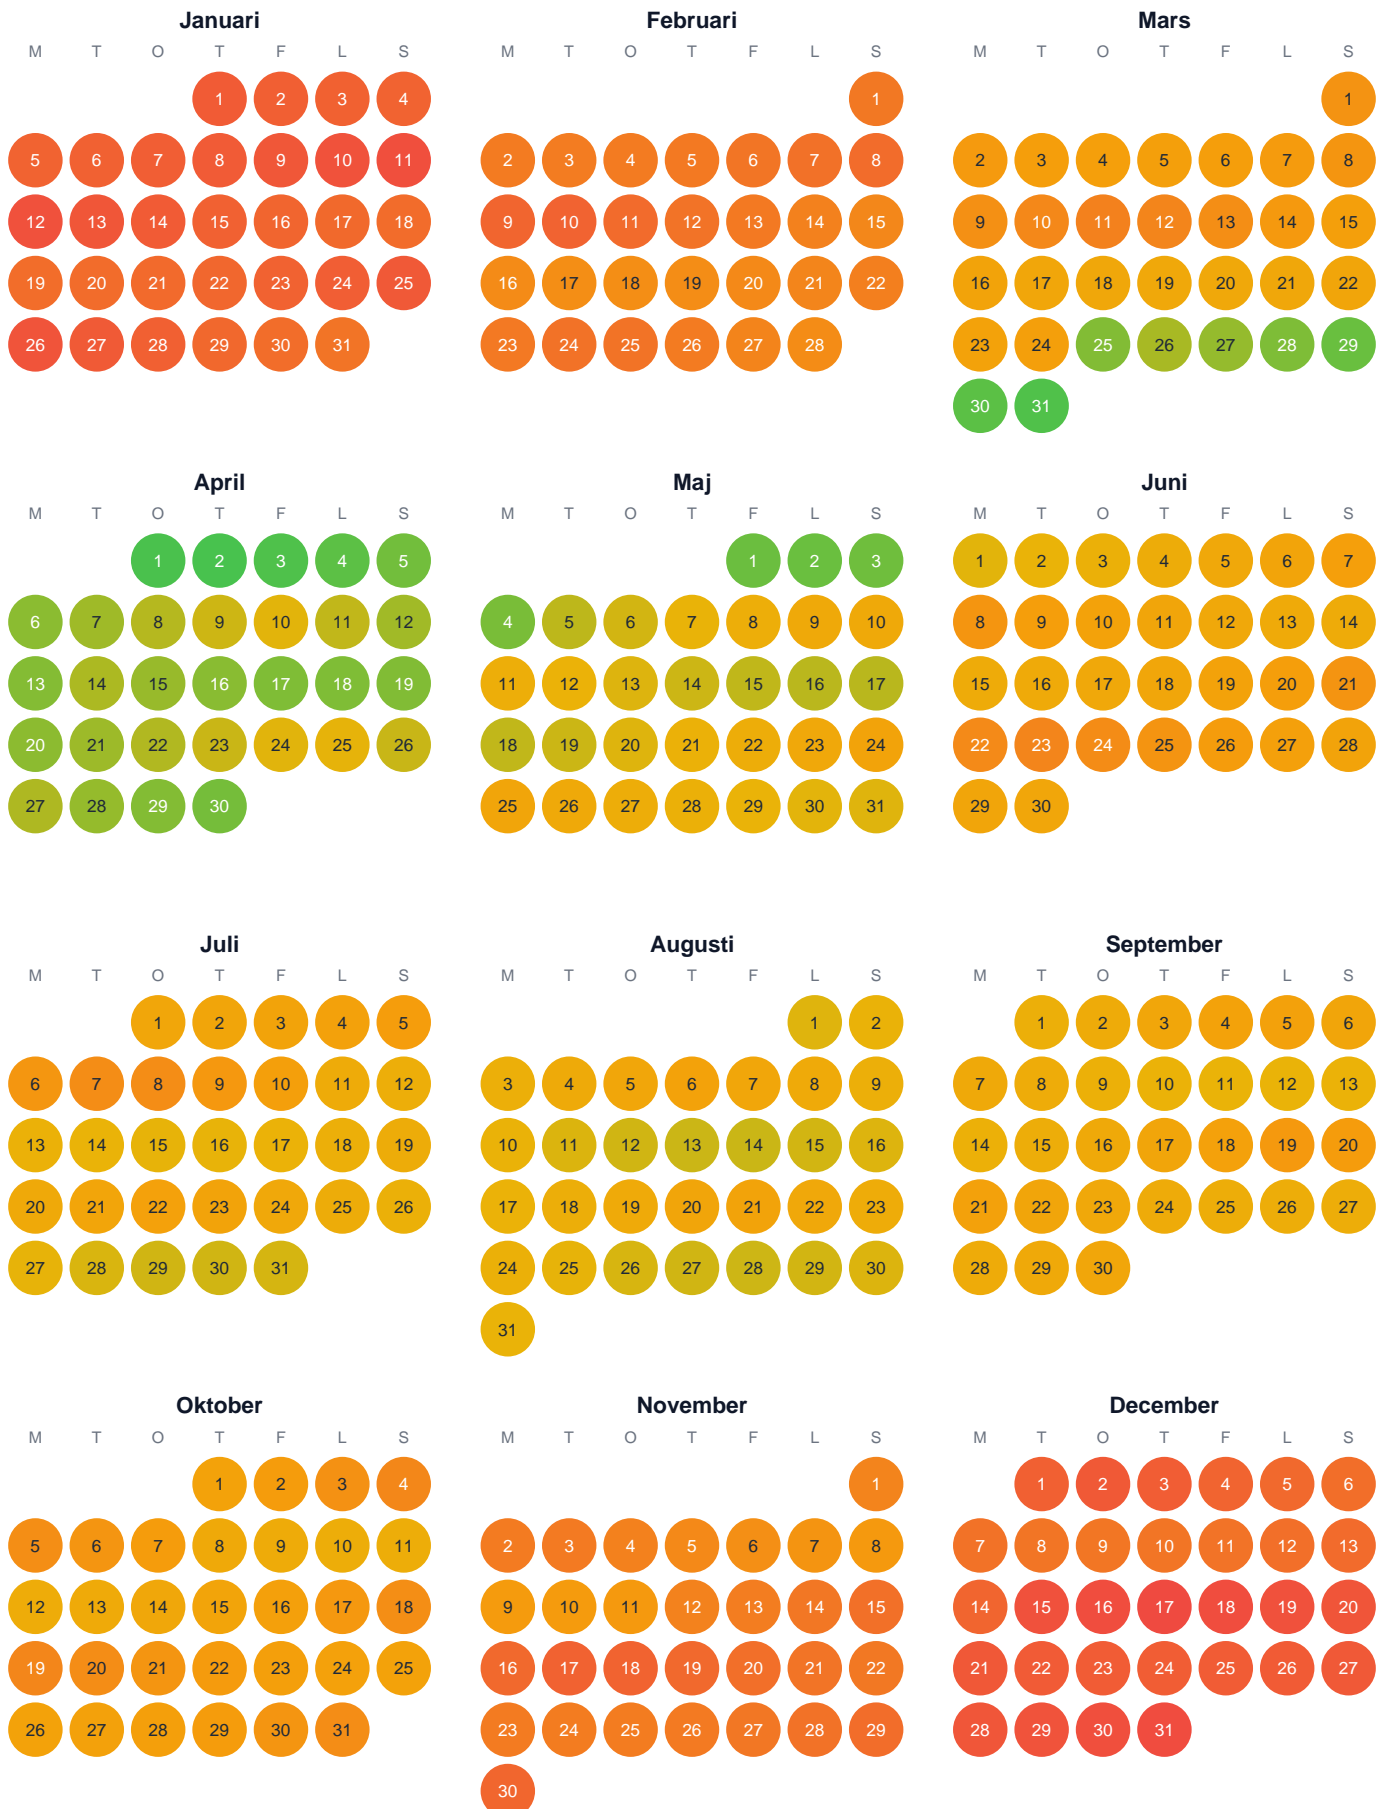 Januari Februari Mars
M T O T F L S M T O T F L S M T O T F L S
1 2 3 4 1 1
5 6 7 8 9 10 11 2 3 4 5 6 7 8 2 3 4 5 6 7 8
12 13 14 15 16 17 18 9 10 11 12 13 14 15 9 10 11 12 13 14 15
19 20 21 22 23 24 25 16 17 18 19 20 21 22 16 17 18 19 20 21 22
26 27 28 29 30 31 23 24 25 26 27 28 23 24 25 26 27 28 29
30 31
April Maj Juni
M T O T F L S M T O T F L S M T O T F L S
1 2 3 4 5 1 2 3 1 2 3 4 5 6 7
6 7 8 9 10 11 12 4 5 6 7 8 9 10 8 9 10 11 12 13 14
13 14 15 16 17 18 19 11 12 13 14 15 16 17 15 16 17 18 19 20 21
20 21 22 23 24 25 26 18 19 20 21 22 23 24 22 23 24 25 26 27 28
27 28 29 30 25 26 27 28 29 30 31 29 30
Juli Augusti September
M T O T F L S M T O T F L S M T O T F L S
1 2 3 4 5 1 2 1 2 3 4 5 6
6 7 8 9 10 11 12 3 4 5 6 7 8 9 7 8 9 10 11 12 13
13 14 15 16 17 18 19 10 11 12 13 14 15 16 14 15 16 17 18 19 20
20 21 22 23 24 25 26 17 18 19 20 21 22 23 21 22 23 24 25 26 27
27 28 29 30 31 24 25 26 27 28 29 30 28 29 30
31
Oktober November December
M T O T F L S M T O T F L S M T O T F L S
1 2 3 4 1 1 2 3 4 5 6
5 6 7 8 9 10 11 2 3 4 5 6 7 8 7 8 9 10 11 12 13
12 13 14 15 16 17 18 9 10 11 12 13 14 15 14 15 16 17 18 19 20
19 20 21 22 23 24 25 16 17 18 19 20 21 22 21 22 23 24 25 26 27
26 27 28 29 30 31 23 24 25 26 27 28 29 28 29 30 31
30